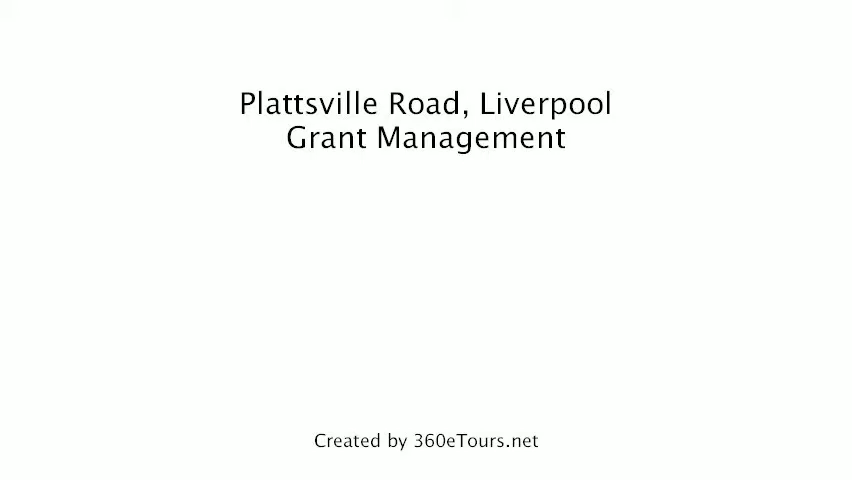 Plattsville Road, Liverpool
Grant Management
Created by 360eTours.net